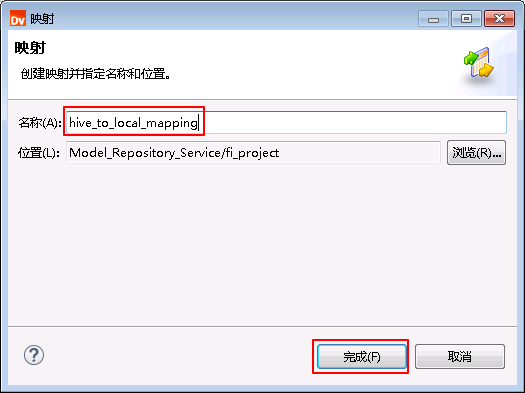 Dv 映射
映射
创建映射并指定名称和位置。
名称(A): hive_to_local_mapping
位置(L): Model_Repository_Service/fi_project 浏览(R)...
? 完成(F) 取消